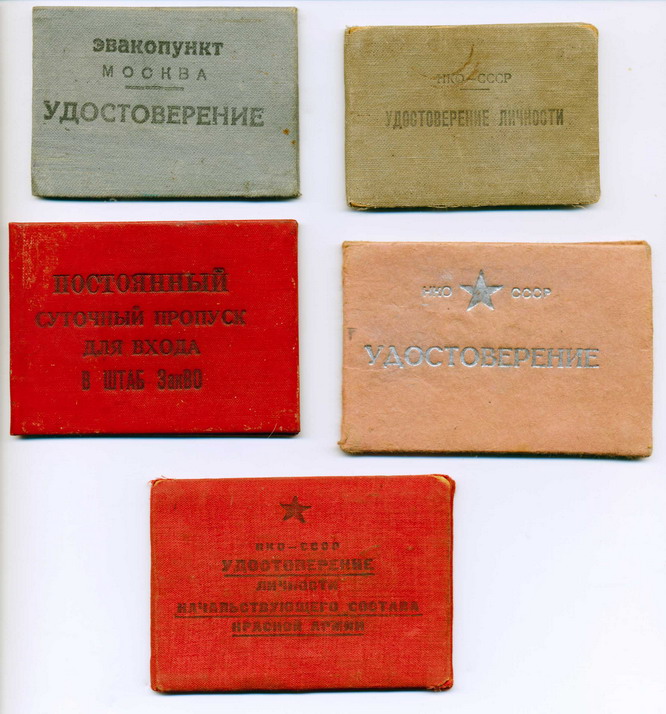 эвакопункт
МОСКВА
УДОСТОВЕРЕНИЕ
НКО СССР
УДОСТОВЕРЕНИЕ ЛИЧНОСТИ
ПОСТОЯННЫЙ
СУТОЧНЫЙ ПРОПУСК
ДЛЯ ВХОДА
В ШТАБ ЗакВО
НКО СССР
УДОСТОВЕРЕНИЕ
НКО–СССР
УДОСТОВЕРЕНИЕ
ЛИЧНОСТИ
НАЧАЛЬСТВУЮЩЕГО СОСТАВА
КРАСНОЙ АРМИИ